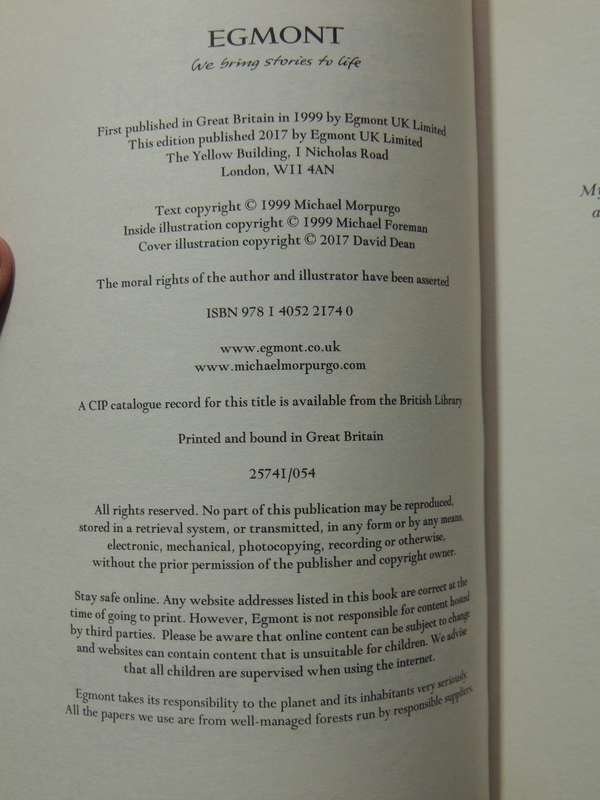 EGMONT
We bring stories to life
First published in Great Britain in 1999 by Egmont UK Limited
This edition published 2017 by Egmont UK Limited
The Yellow Building, 1 Nicholas Road
London, W11 4AN
Text copyright © 1999 Michael Morpurgo
Inside illustration copyright © 1999 Michael Foreman
Cover illustration copyright © 2017 David Dean
The moral rights of the author and illustrator have been asserted
ISBN 978 1 4052 2174 0
www.egmont.co.uk
www.michaelmorpurgo.com
A CIP catalogue record for this title is available from the British Library
Printed and bound in Great Britain
25741/054
All rights reserved. No part of this publication may be reproduced,
stored in a retrieval system, or transmitted, in any form or by any means,
electronic, mechanical, photocopying, recording or otherwise,
without the prior permission of the publisher and copyright owner.
Stay safe online. Any website addresses listed in this book are correct at the
time of going to print. However, Egmont is not responsible for content hosted
by third parties. Please be aware that online content can be subject to change
and websites can contain content that is unsuitable for children. We advise
that all children are supervised when using the internet.
Egmont takes its responsibility to the planet and its inhabitants very seriously.
All the papers we use are from well-managed forests run by responsible suppliers.
My
a